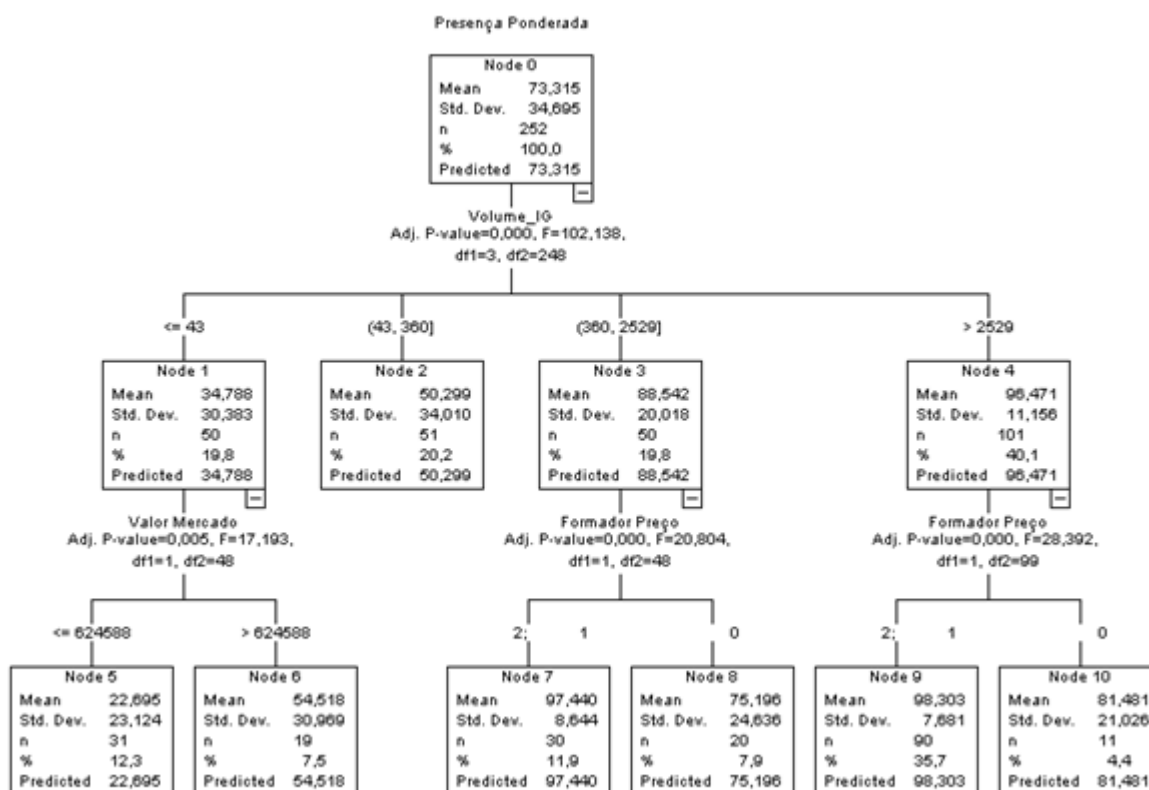 Presença Ponderada
Node 0
Mean 73,315
Std. Dev. 34,695
n 252
% 100,0
Predicted 73,315
Volume_IG
Adj. P-value=0,000, F=102,138,
df1=3, df2=248
<= 43
(43, 360]
(360, 2529]
> 2529
Node 1
Mean 34,788
Std. Dev. 30,383
n 50
% 19,8
Predicted 34,788
Node 2
Mean 50,299
Std. Dev. 34,010
n 51
% 20,2
Predicted 50,299
Node 3
Mean 88,542
Std. Dev. 20,018
n 50
% 19,8
Predicted 88,542
Node 4
Mean 96,471
Std. Dev. 11,156
n 101
% 40,1
Predicted 96,471
Valor Mercado
Adj. P-value=0,005, F=17,193,
df1=1, df2=48
Formador Preço
Adj. P-value=0,000, F=20,804,
df1=1, df2=48
Formador Preço
Adj. P-value=0,000, F=28,392,
df1=1, df2=99
<= 624588
> 624588
2; 1
0
2; 1
0
Node 5
Mean 22,695
Std. Dev. 23,124
n 31
% 12,3
Predicted 22,695
Node 6
Mean 54,518
Std. Dev. 30,969
n 19
% 7,5
Predicted 54,518
Node 7
Mean 97,440
Std. Dev. 8,644
n 30
% 11,9
Predicted 97,440
Node 8
Mean 75,196
Std. Dev. 24,636
n 20
% 7,9
Predicted 75,196
Node 9
Mean 98,303
Std. Dev. 7,681
n 90
% 35,7
Predicted 98,303
Node 10
Mean 81,481
Std. Dev. 21,026
n 11
% 4,4
Predicted 81,481